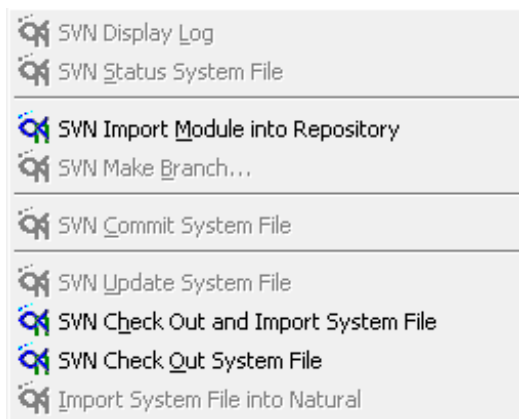 SVN Display Log
SVN Status System File
SVN Import Module into Repository
SVN Make Branch...
SVN Commit System File
SVN Update System File
SVN Check Out and Import System File
SVN Check Out System File
Import System File into Natural